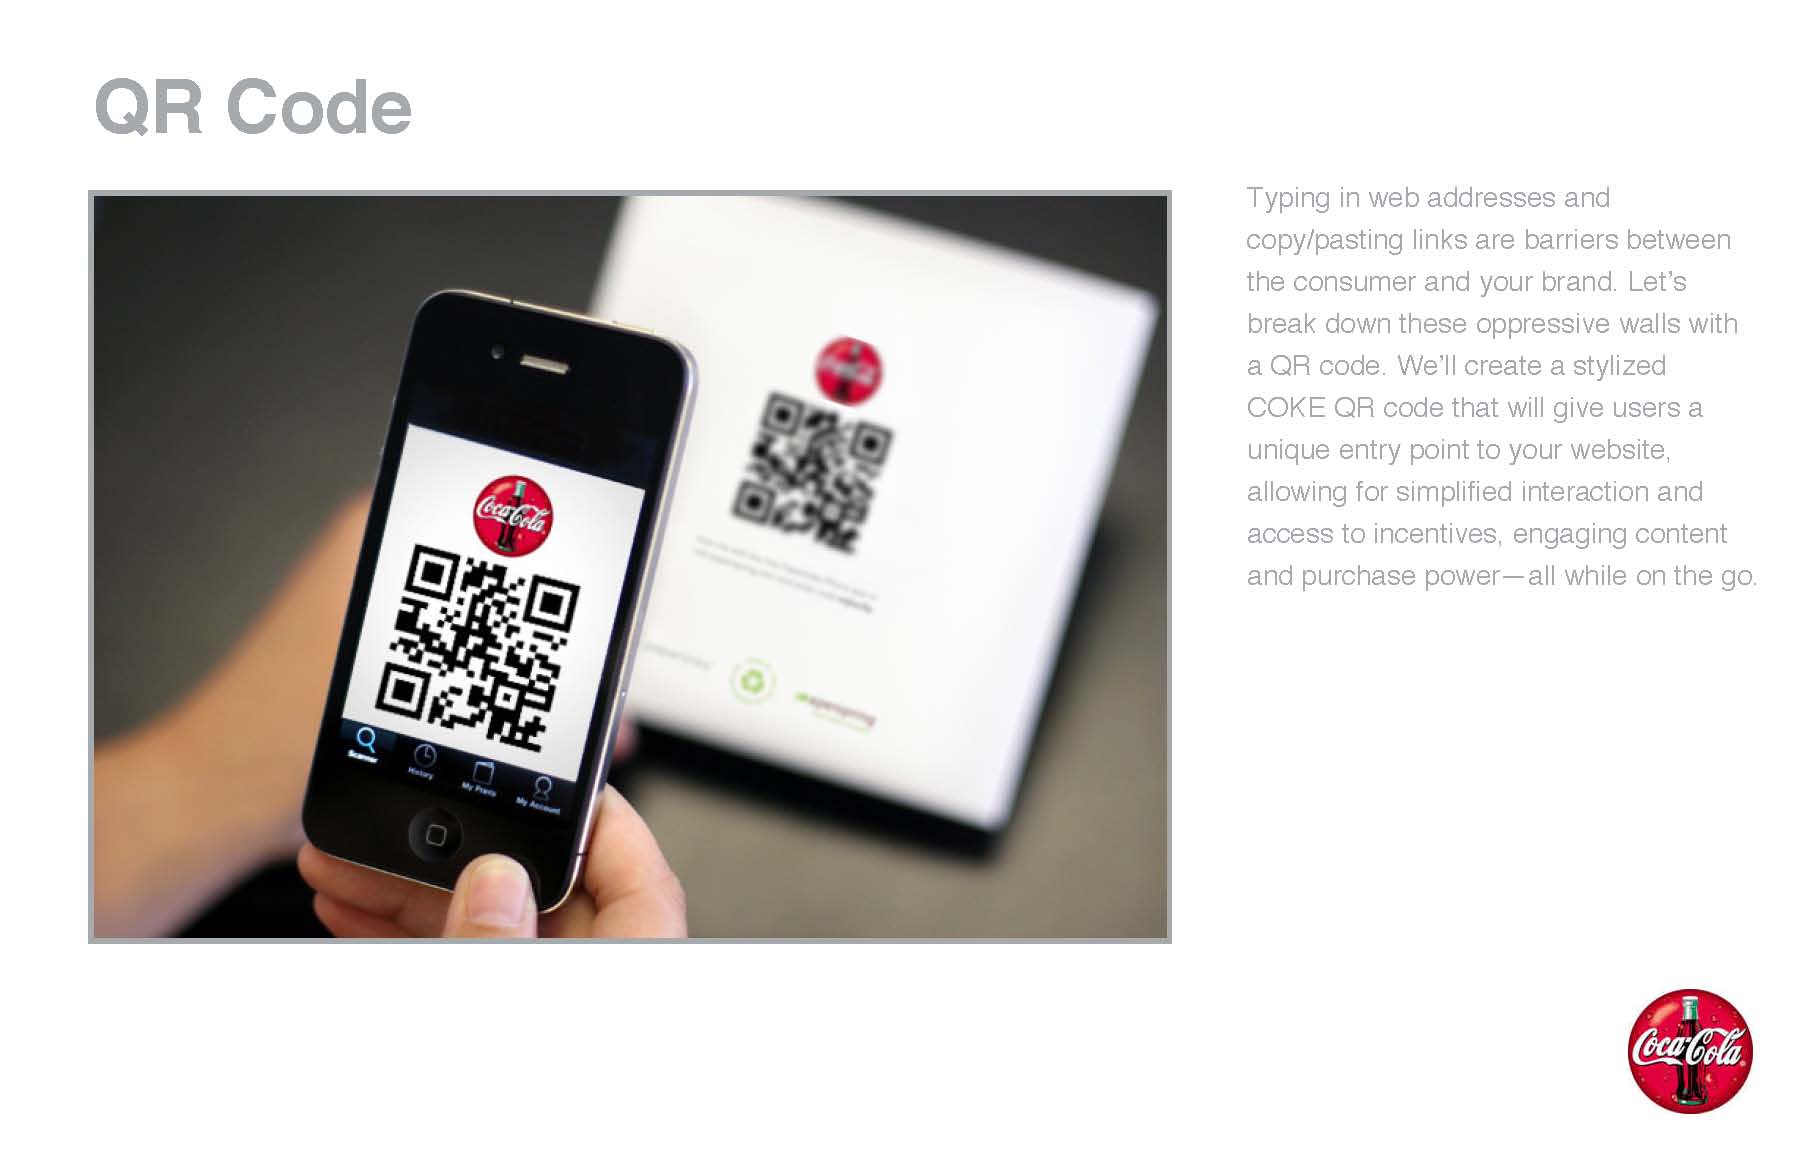 QR Code
Typing in web addresses and
copy/pasting links are barriers between
the consumer and your brand. Let’s
break down these oppressive walls with
a QR code. We’ll create a stylized
COKE QR code that will give users a
unique entry point to your website,
allowing for simplified interaction and
access to incentives, engaging content
and purchase power—all while on the go.
Coca-Cola
Scanner
History
My Prints
My Account
Coca-Cola